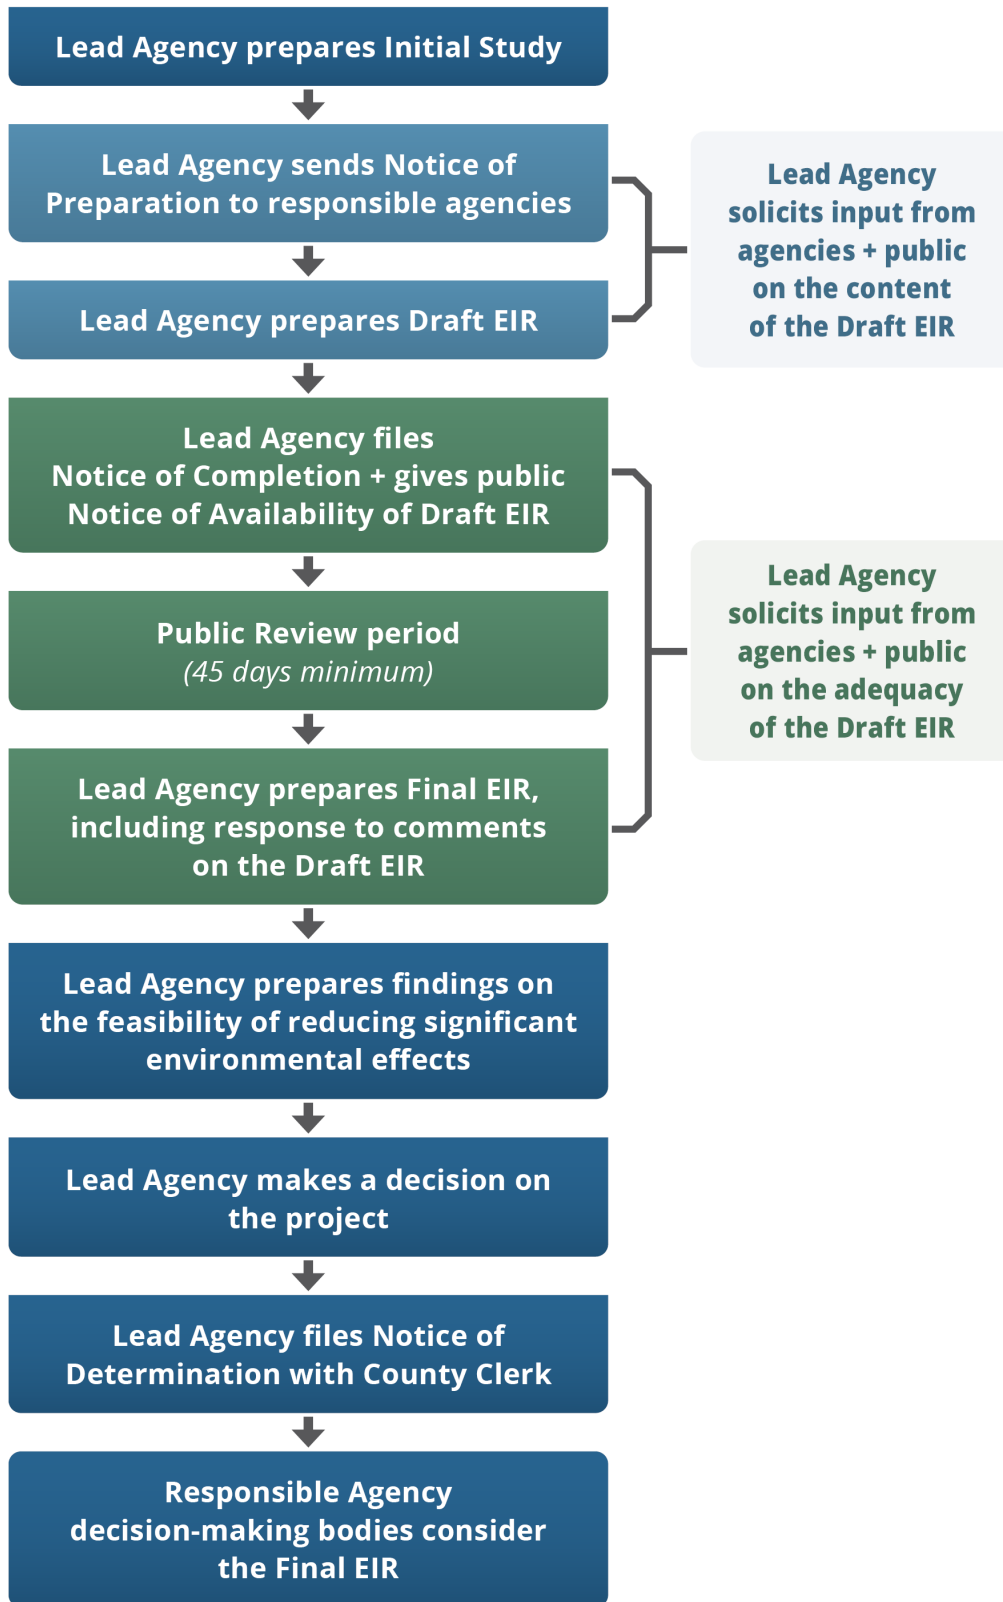 Lead Agency prepares Initial Study
Lead Agency sends Notice of
Preparation to responsible agencies
Lead Agency prepares Draft EIR
Lead Agency
solicits input from
agencies + public
on the content
of the Draft EIR
Lead Agency files
Notice of Completion + gives public
Notice of Availability of Draft EIR
Public Review period
(45 days minimum)
Lead Agency prepares Final EIR,
including response to comments
on the Draft EIR
Lead Agency
solicits input from
agencies + public
on the adequacy
of the Draft EIR
Lead Agency prepares findings on
the feasibility of reducing significant
environmental effects
Lead Agency makes a decision on
the project
Lead Agency files Notice of
Determination with County Clerk
Responsible Agency
decision-making bodies consider
the Final EIR